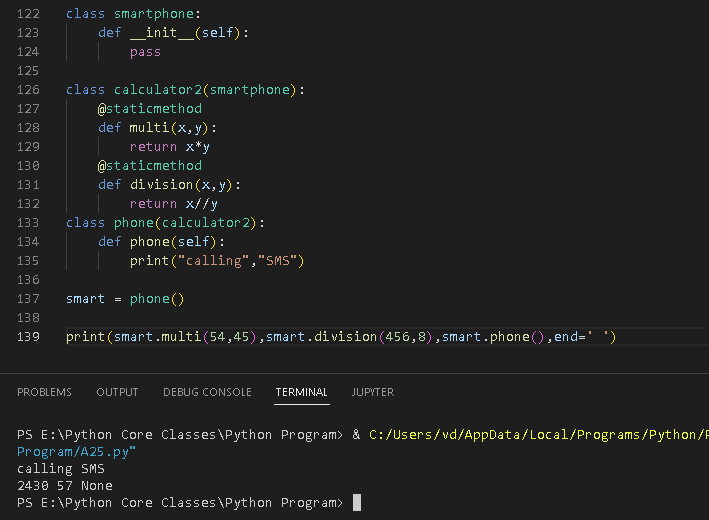 122 class smartphone:
123     def __init__(self):
124         pass
125
126 class calculator2(smartphone):
127     @staticmethod
128     def multi(x,y):
129         return x*y
130     @staticmethod
131     def division(x,y):
132         return x//y
133 class phone(calculator2):
134     def phone(self):
135         print("calling","SMS")
136
137 smart = phone()
138
139 print(smart.multi(54,45),smart.division(456,8),smart.phone(),end=' ')
PROBLEMS OUTPUT DEBUG CONSOLE TERMINAL JUPYTER
PS E:\Python Core Classes\Python Program> & C:/Users/vd/AppData/Local/Programs/Python/
Program/A25.py"
calling SMS
2430 57 None
PS E:\Python Core Classes\Python Program>